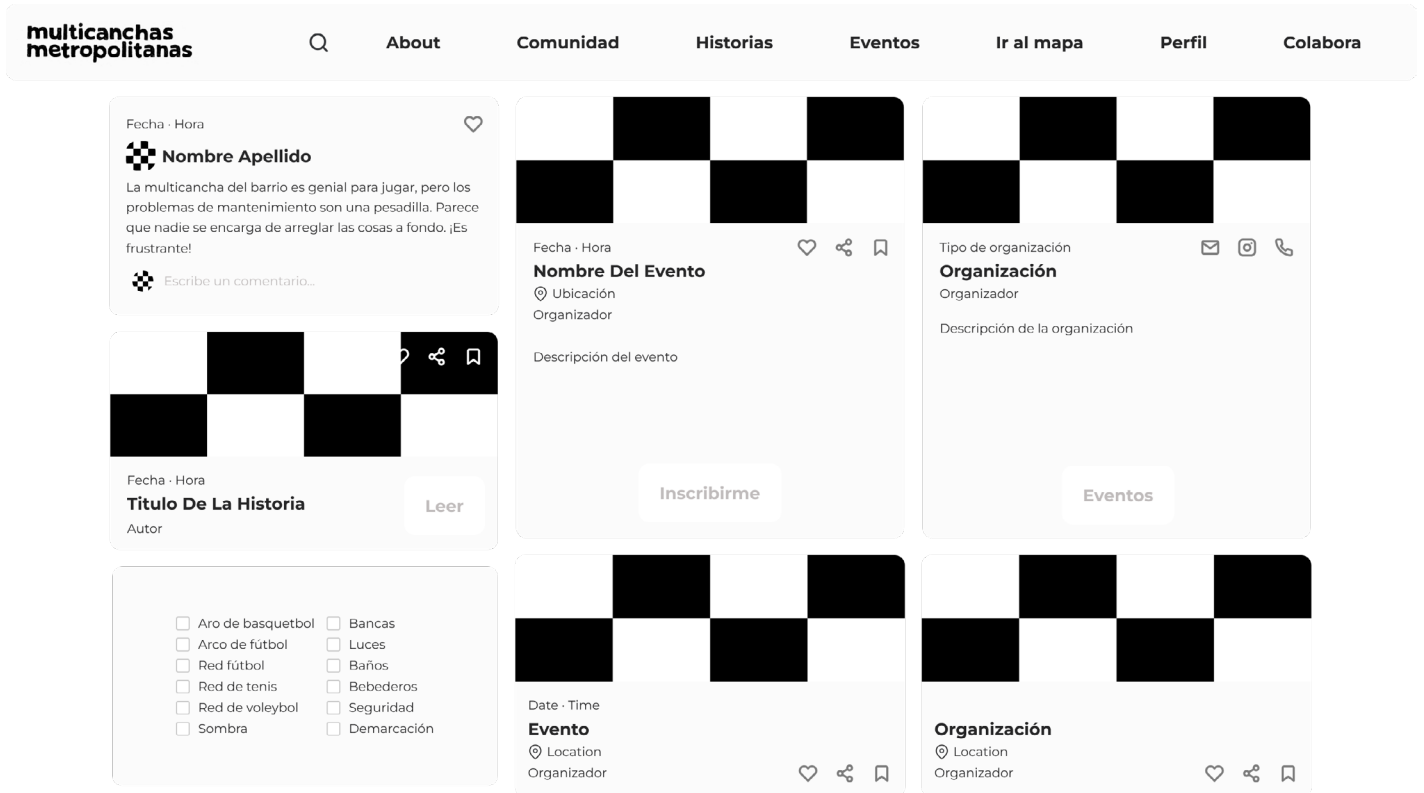 multicanchas
metropolitanas
About
Comunidad
Historias
Eventos
Ir al mapa
Perfil
Colabora
Fecha · Hora
Nombre Apellido
La multicancha del barrio es genial para jugar, pero los
problemas de mantenimiento son una pesadilla. Parece
que nadie se encarga de arreglar las cosas a fondo. ¡Es
frustrante!
Escribe un comentario...
Fecha · Hora
Titulo De La Historia
Autor
Leer
Aro de basquetbol
Arco de fútbol
Red fútbol
Red de tenis
Red de voleybol
Sombra
Bancas
Luces
Baños
Bebederos
Seguridad
Demarcación
Fecha · Hora
Nombre Del Evento
Ubicación
Organizador
Descripción del evento
Inscribirme
Date · Time
Evento
Location
Organizador
Tipo de organización
Organización
Organizador
Descripción de la organización
Eventos
Organización
Location
Organizador